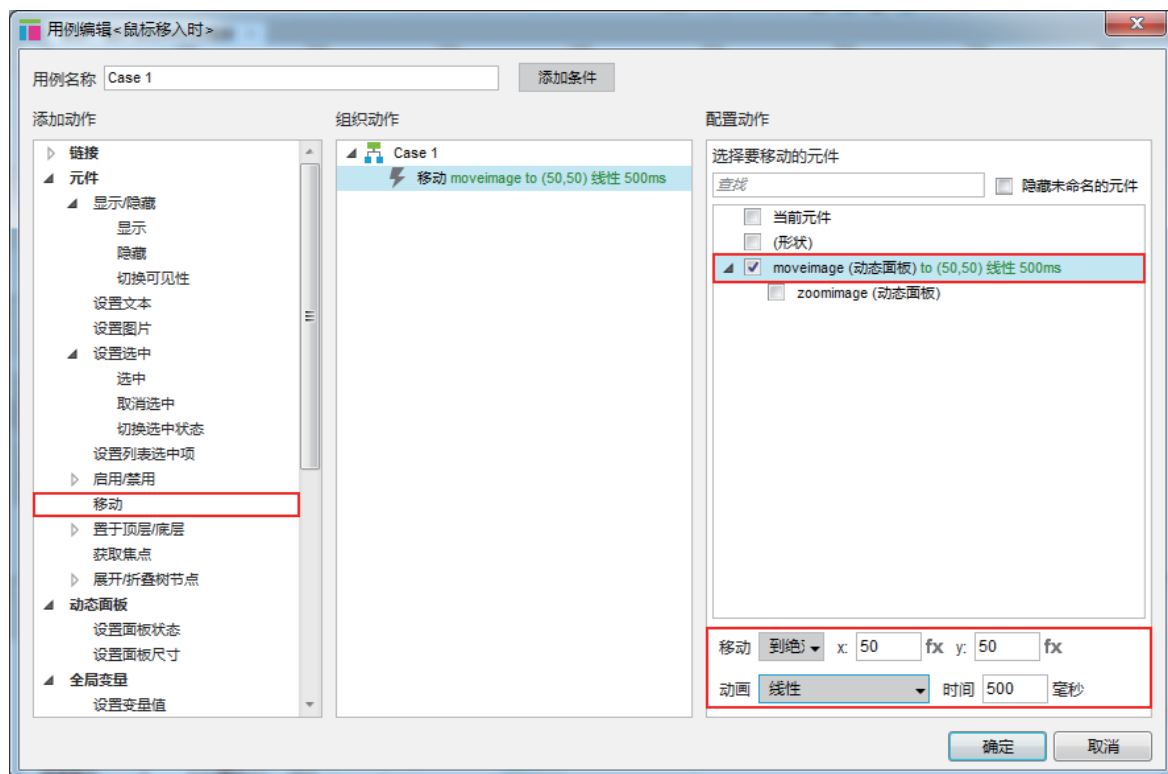 用例编辑<鼠标移入时>
用例名称 Case 1 添加条件
添加动作
链接
元件
显示/隐藏
显示
隐藏
切换可见性
设置文本
设置图片
设置选中
选中
取消选中
切换选中状态
设置列表选中项
启用/禁用
移动
置于顶层/底层
获取焦点
展开/折叠树节点
动态面板
设置面板状态
设置面板尺寸
全局变量
设置变量值
组织动作
Case 1
移动 moveimage to (50,50) 线性 500ms
配置动作
选择要移动的元件
查找 隐藏未命名的元件
当前元件
(形状)
moveimage (动态面板) to (50,50) 线性 500ms
zoomimage (动态面板)
移动 到绝 x: 50 fx y: 50 fx
动画 线性 时间 500 毫秒
确定 取消